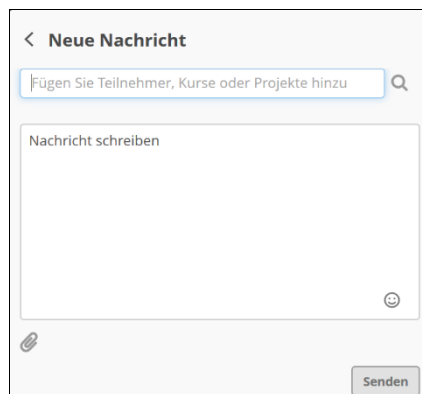 Neue Nachricht
Fügen Sie Teilnehmer, Kurse oder Projekte hinzu
Nachricht schreiben
Senden